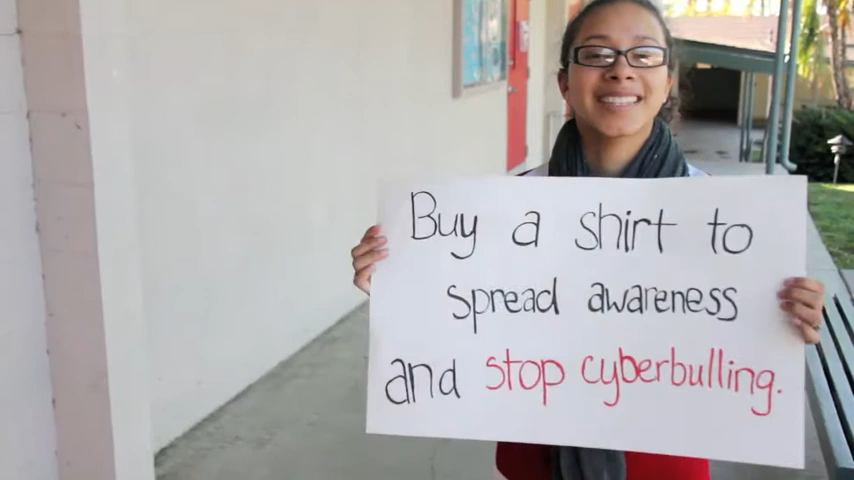 Buy a shirt to
spread awareness
and stop cyberbulling.